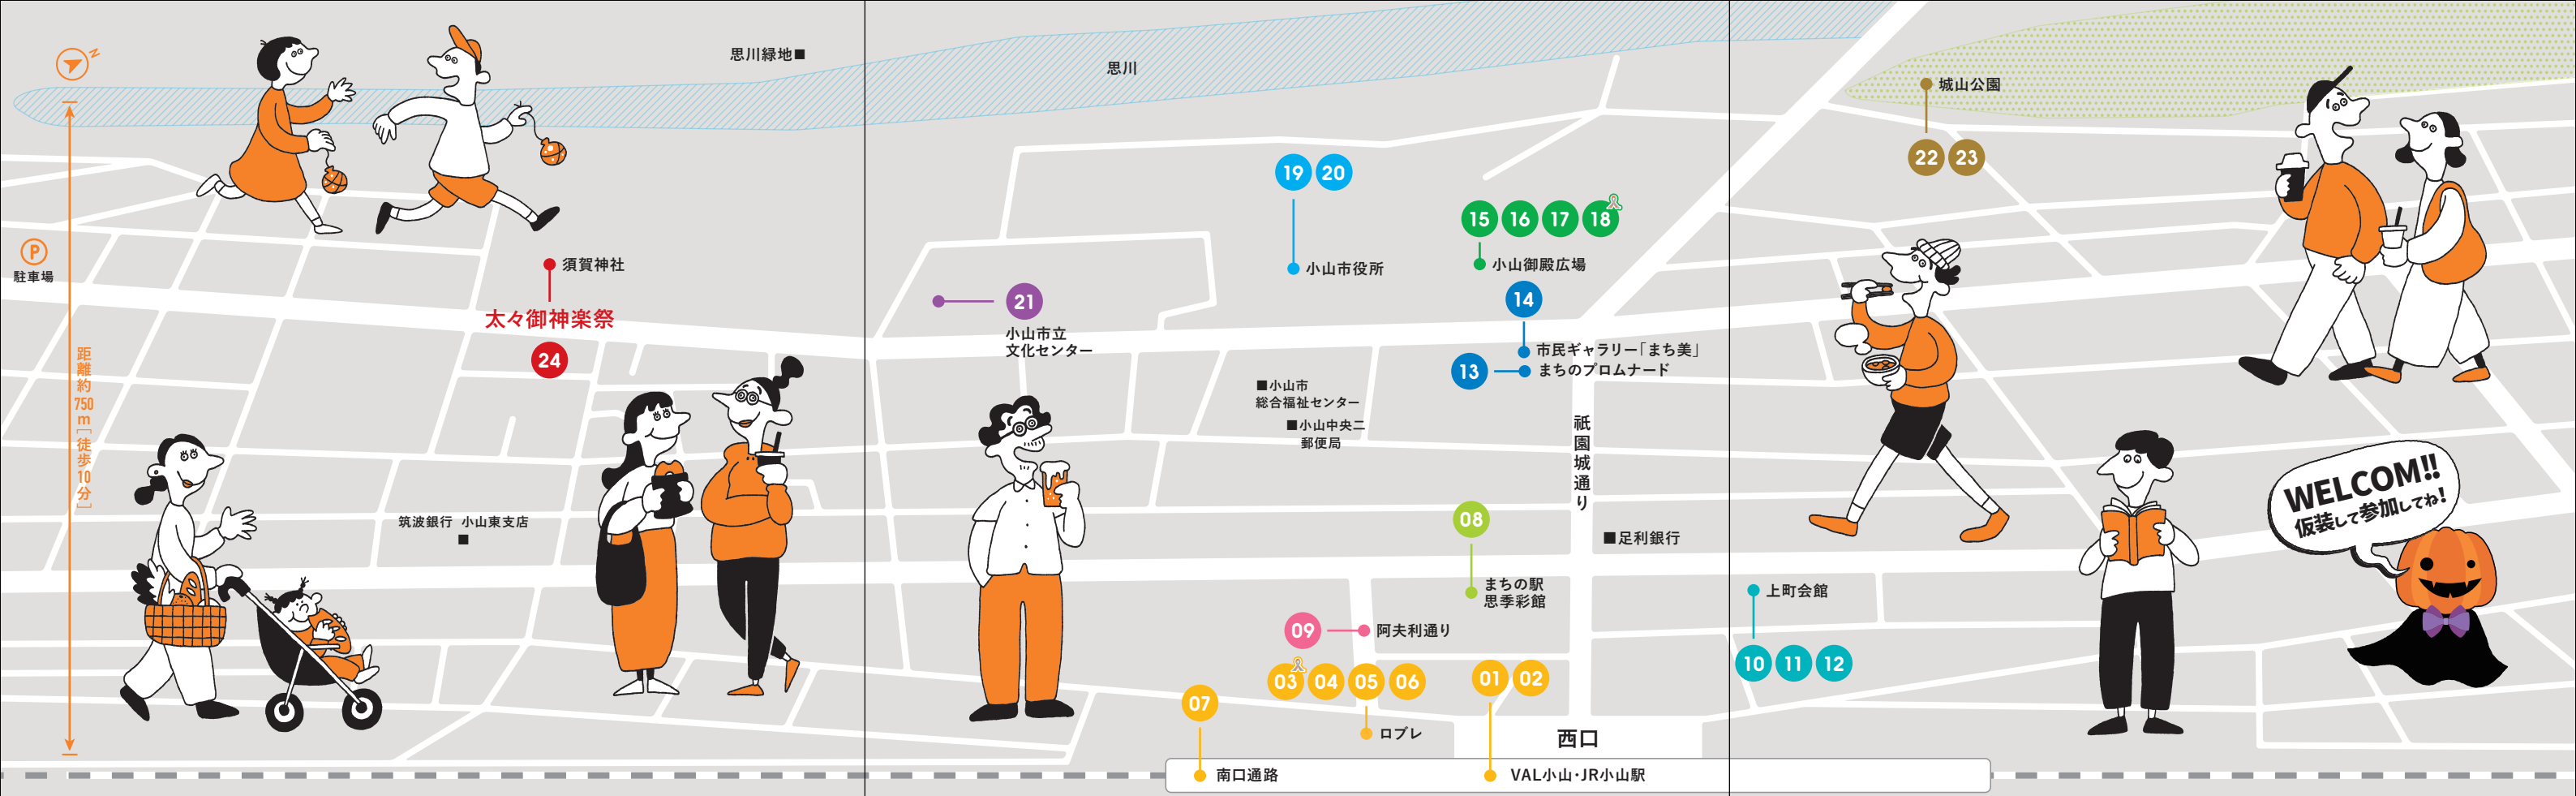 N
思川緑地■
思川
城山公園
22 23
19 20
15 16 17 18
P
駐車場
須賀神社
太々御神楽祭
24
小山市役所
小山御殿広場
21
小山市立
文化センター
14
市民ギャラリー「まち美」
13
まちのプロムナード
距離約750m[徒歩10分]
■小山市
総合福祉センター
■小山中央二
郵便局
祇園城通り
WELCOM!!
仮装して参加してね!
筑波銀行 小山東支店
■
08
■足利銀行
まちの駅
思季彩館
上町会館
09
阿夫利通り
10 11 12
03 04 05 06
01 02
07
ロブレ
西口
南口通路
VAL小山・JR小山駅